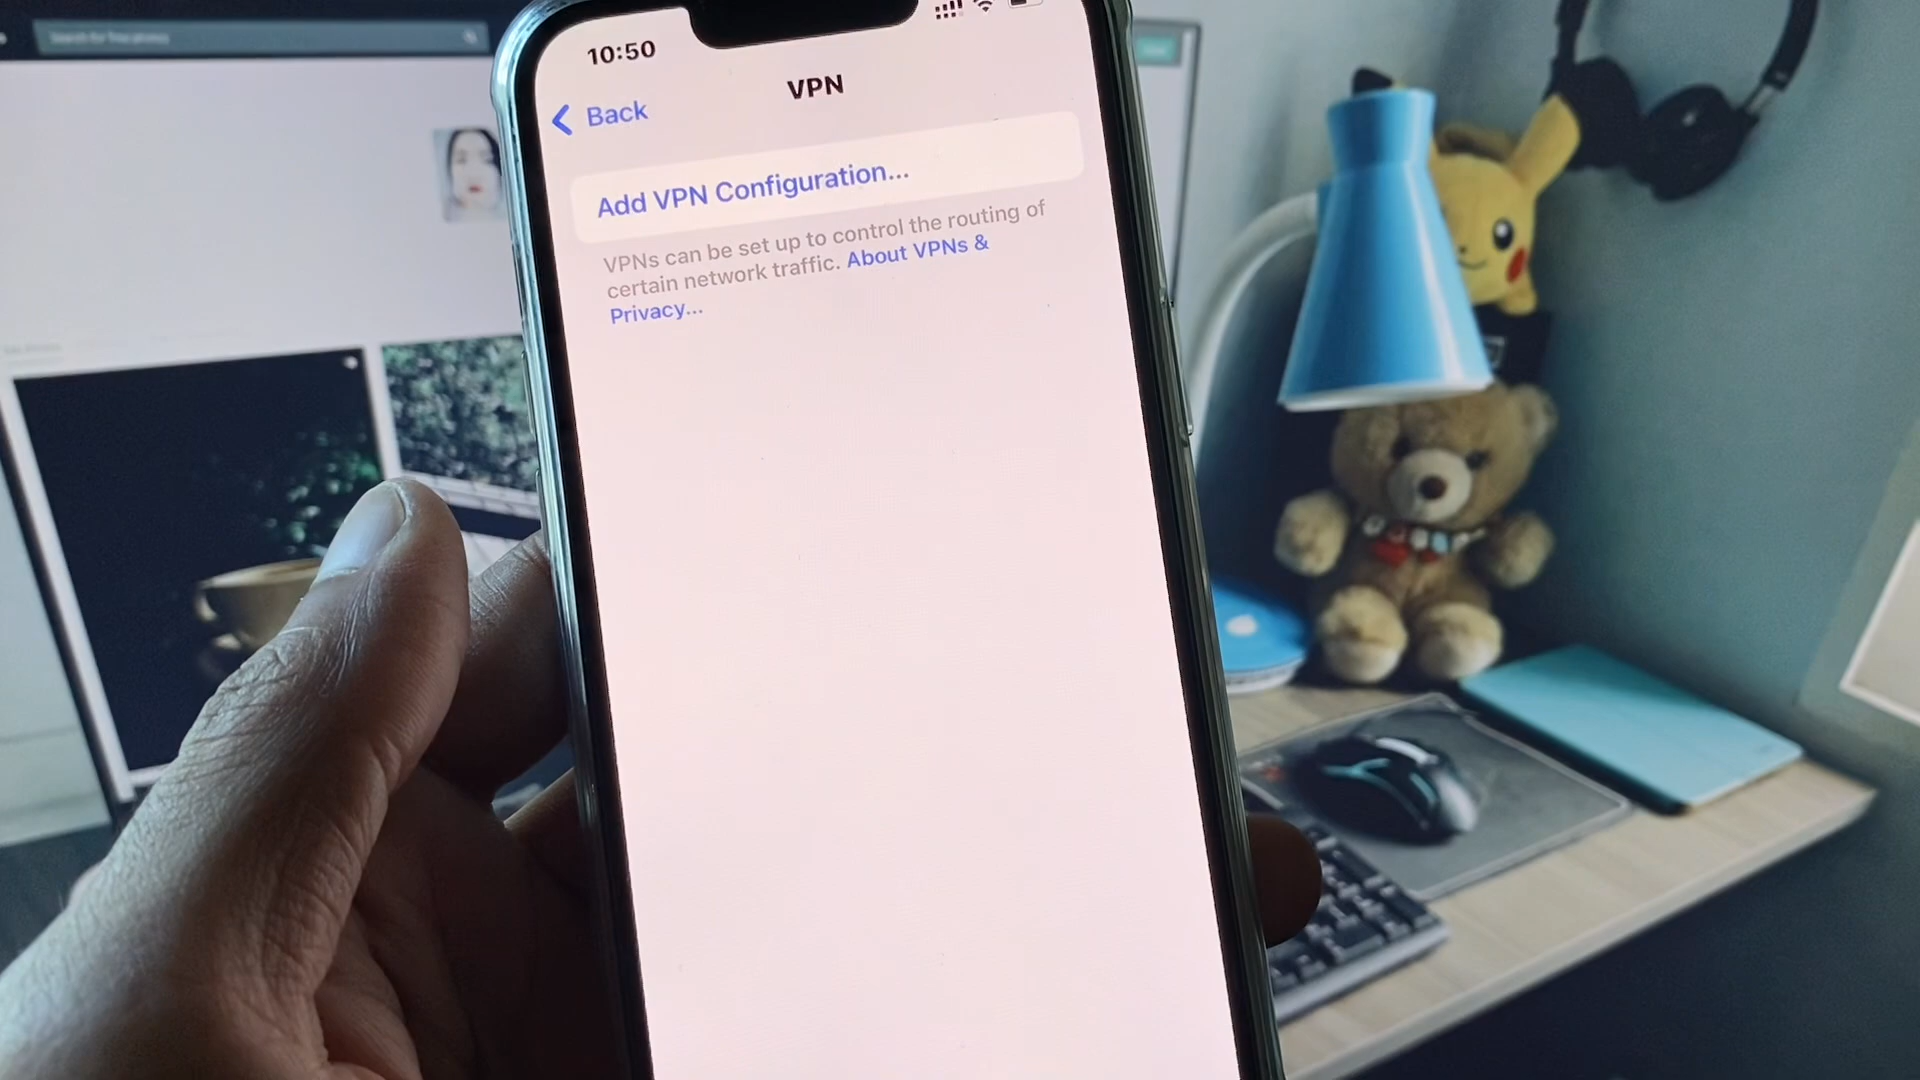 10:50
VPN
Back
Add VPN Configuration...
VPNs can be set up to control the routing of
certain network traffic. About VPNs &
Privacy...